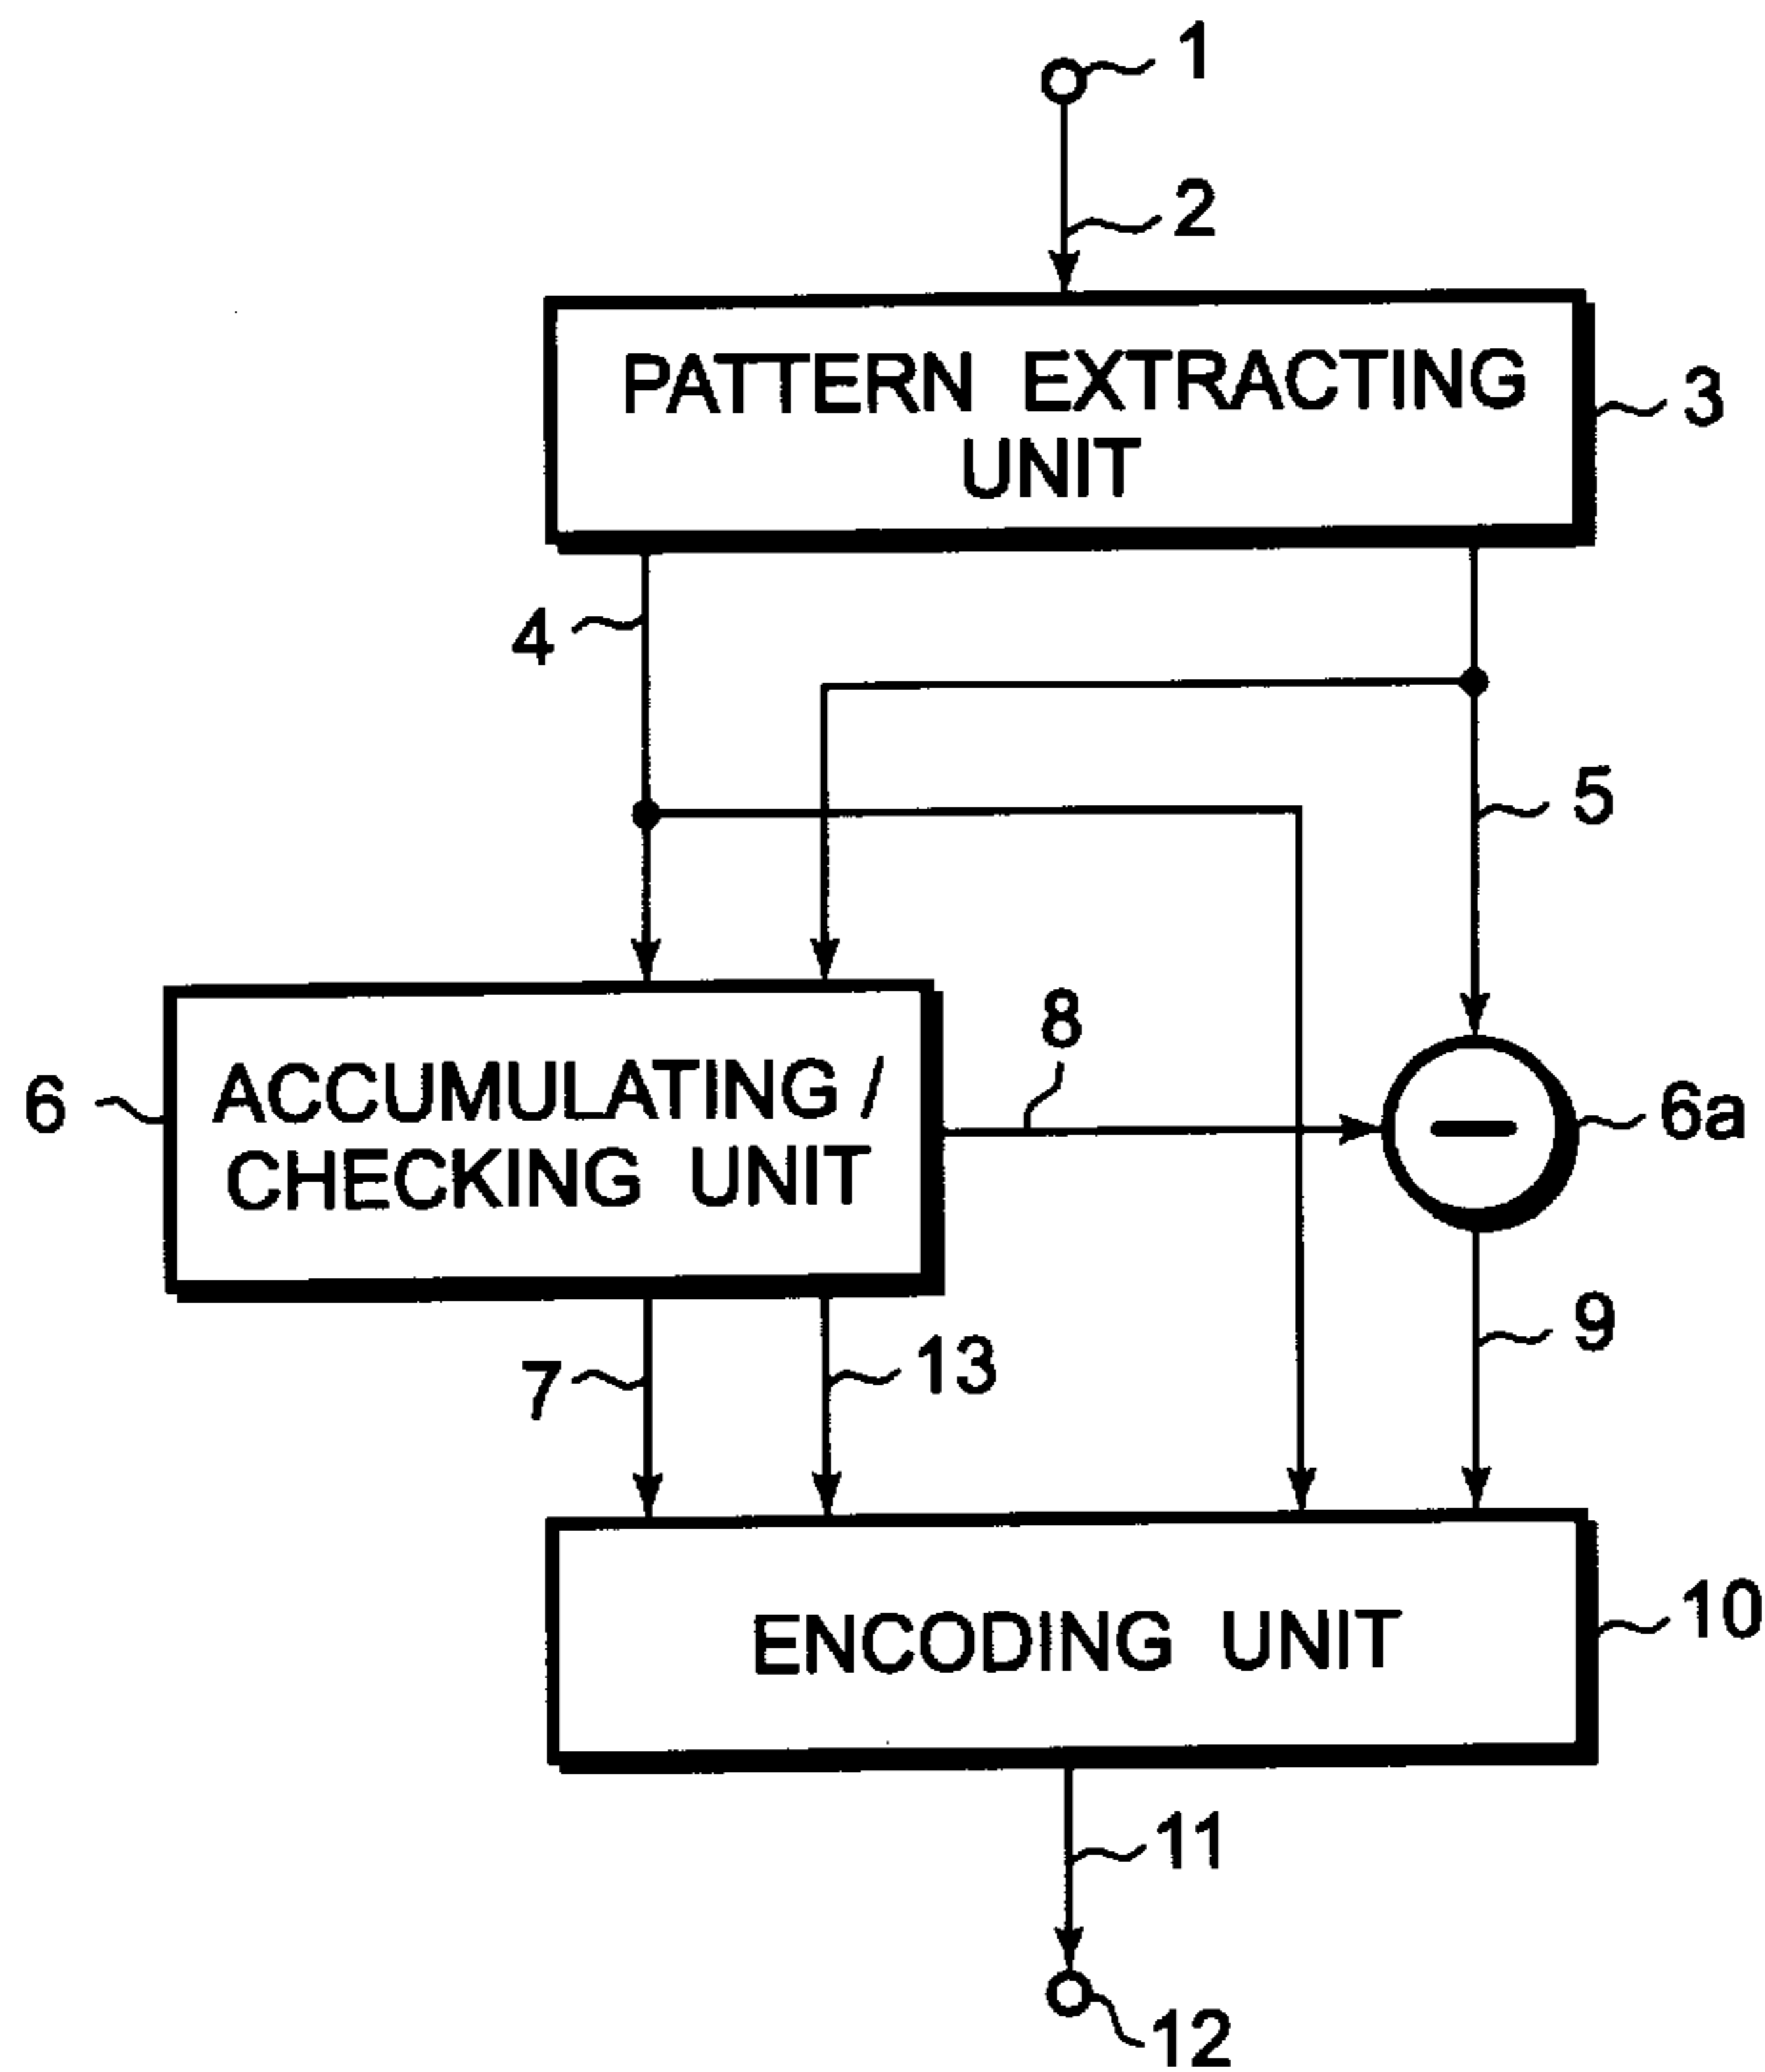 1
2
PATTERN EXTRACTING
UNIT
3
4
5
8
ACCUMULATING /
CHECKING UNIT
6
6a
7
13
9
ENCODING UNIT
10
11
12